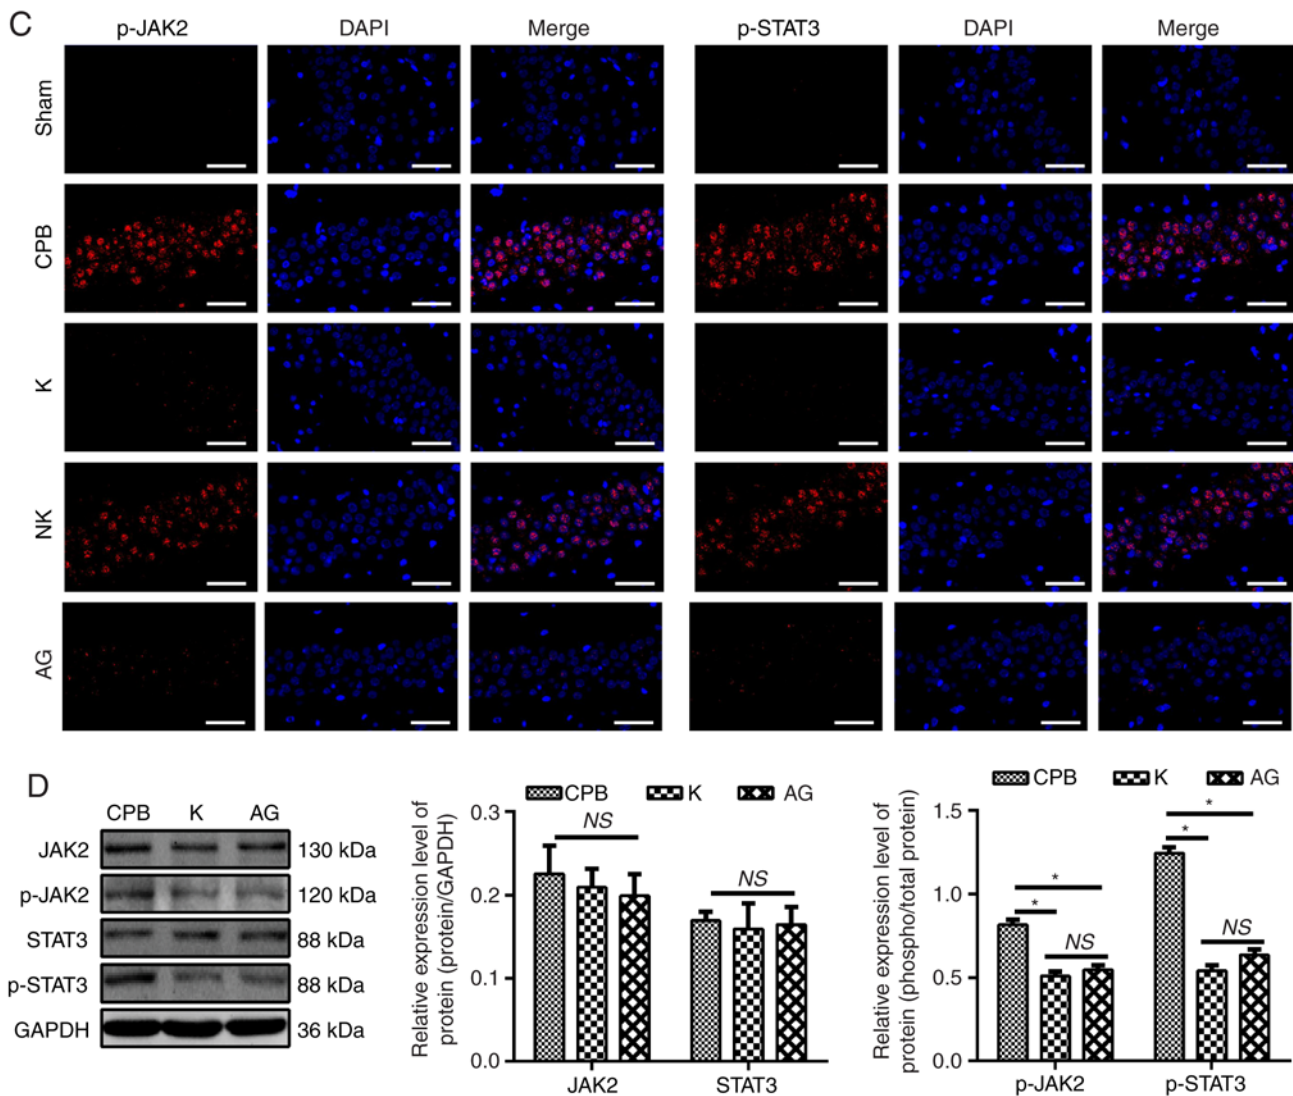 C
p-JAK2 DAPI Merge p-STAT3 DAPI Merge
Sham
CPB
K
NK
AG
D
CPB K AG
JAK2 130 kDa
p-JAK2 120 kDa
STAT3 88 kDa
p-STAT3 88 kDa
GAPDH 36 kDa
CPB K AG
Relative expression level of
protein (protein/GAPDH)
0.3
0.2
0.1
0.0
NS
NS
JAK2 STAT3
CPB K AG
Relative expression level of
protein (phospho/total protein)
1.5
1.0
0.5
0.0
*
*
NS
*
*
NS
p-JAK2 p-STAT3